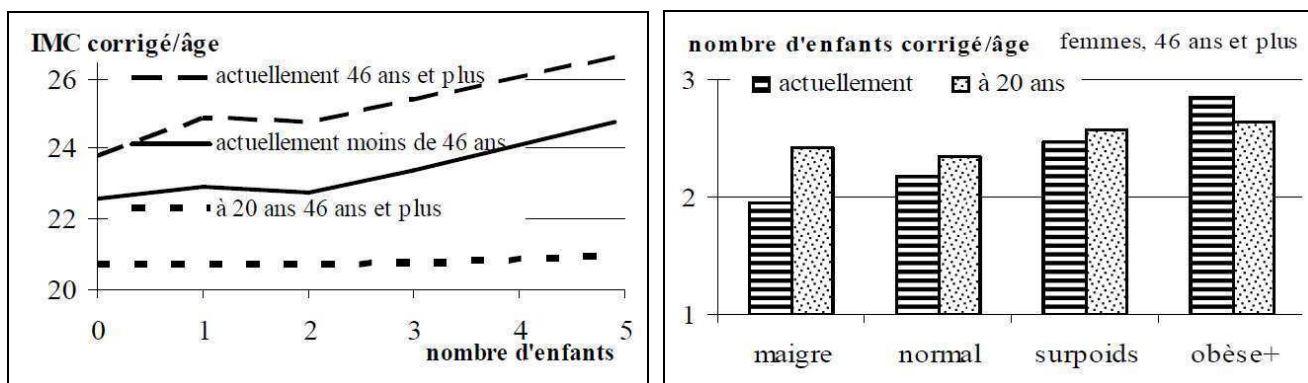 IMC corrigé/âge
26
actuellement 46 ans et plus
24
actuellement moins de 46 ans
22
à 20 ans 46 ans et plus
20
0 1 2 3 4 5
nombre d'enfants
nombre d'enfants corrigé/âge femmes, 46 ans et plus
3
actuellement à 20 ans
2
1
maigre normal surpoids obèse+